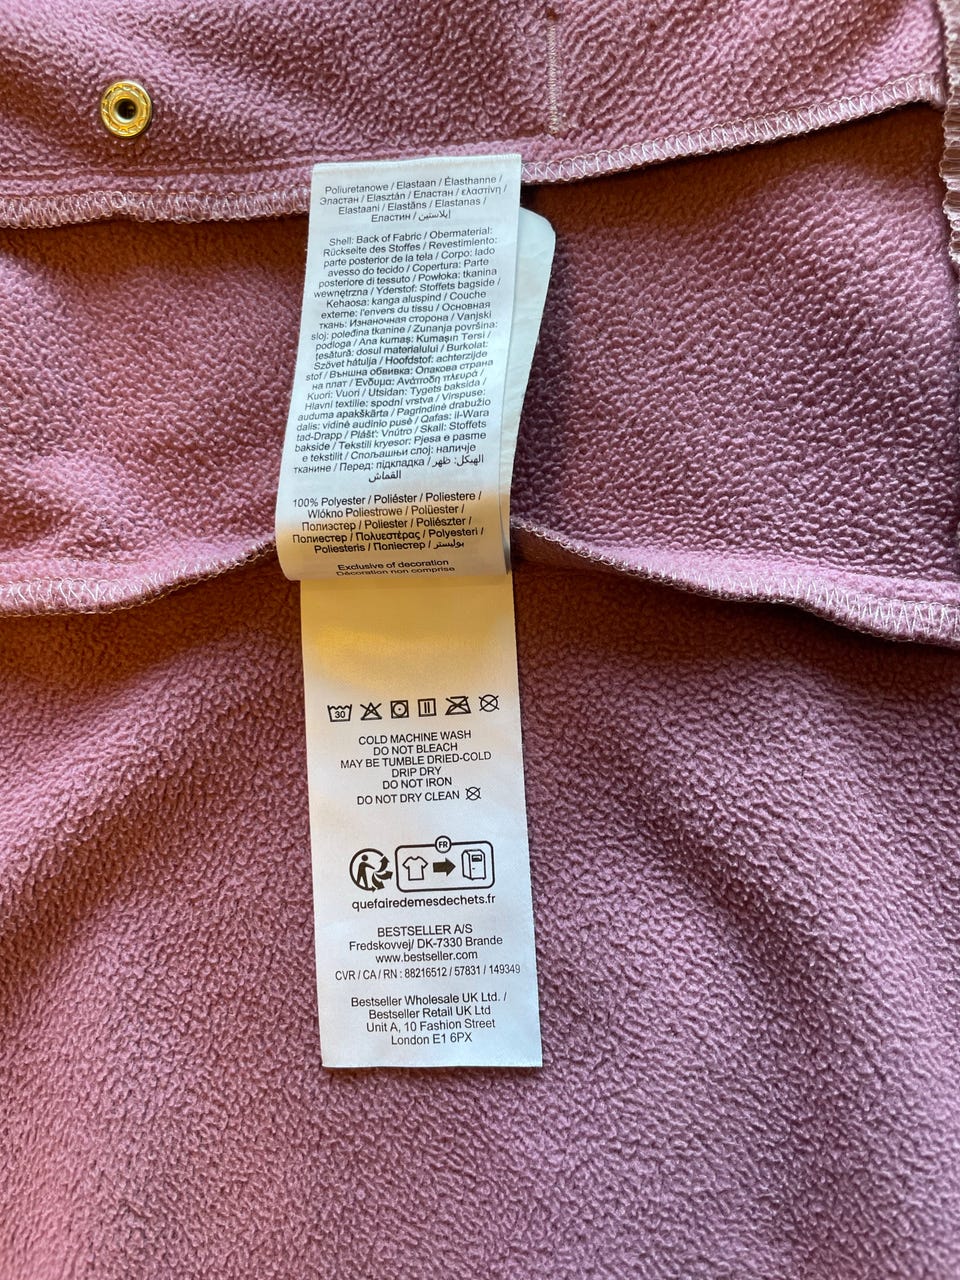 Poliuretanowe / Elastaan / Élasthanne /
Эластан / Elasztán / Еластан / ελαστίνη /
Elastaani / Elastāns / Elastanas /
Еластин / إيلاستين
Shell: Back of Fabric / Obermaterial:
Rückseite des Stoffes / Revestimiento:
parte posterior de la tela / Corpo: lado
avesso do tecido / Copertura: Parte
posteriore di tessuto / Powłoka: tkanina
wewnętrzna / Yderstof: Stoffets bagside /
Kehaosa: kanga aluspind / Couche
externe: l'envers du tissu / Основная
ткань: Изнаночная сторона / Vanjski
sloj: poleđina tkanine / Zunanja površina:
podloga / Ana kumaş: Kumaşın Tersi /
țesătură: dosul materialului / Burkolat:
Szövet hátulja / Hoofdstof: achterzijde
stof / Външна обвивка: Опакова страна
на плат / Ένδυμα: Ανάποδη πλευρά /
Kuori: Vuori / Utsidan: Tygets baksida /
Hlavní textilie: spodní vrstva / Virspuse:
auduma apakškārta / Pagrindinė drabužio
dalis: vidinė audinio pusė / Qafas: Il-Wara
tad-Drapp / Plášť: Vnútro / Skall: Stoffets
bakside / Tekstili kryesor: Pjesa e pasme
e tekstilit / Спољашњи слој: наличје
тканине / Перед: підкладка / الهيكل: ظهر
القماش
100% Polyester / Poliéster / Poliestere /
Włókno Poliestrowe / Polüester /
Полиэстер / Poliester / Poliészter /
Полиестер / Πολυεστέρας / Polyesteri /
Poliesteris / Поліестер / بوليستر
Exclusive of decoration
Décoration non comprise
30
COLD MACHINE WASH
DO NOT BLEACH
MAY BE TUMBLE DRIED-COLD
DRIP DRY
DO NOT IRON
DO NOT DRY CLEAN
FR
quefairedemesdechets.fr
BESTSELLER A/S
Fredskovvej/ DK-7330 Brande
www.bestseller.com
CVR / CA / RN : 88216512 / 57831 / 149349
Bestseller Wholesale UK Ltd. /
Bestseller Retail UK Ltd
Unit A, 10 Fashion Street
London E1 6PX